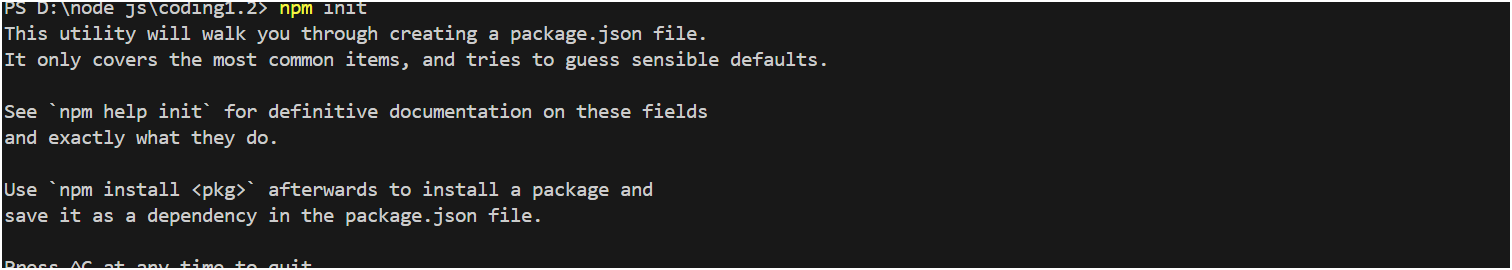 PS D:\node js\coding1.2> npm init
This utility will walk you through creating a package.json file.
It only covers the most common items, and tries to guess sensible defaults.
See `npm help init` for definitive documentation on these fields
and exactly what they do.
Use `npm install <pkg>` afterwards to install a package and
save it as a dependency in the package.json file.
Press ^C at any time to quit